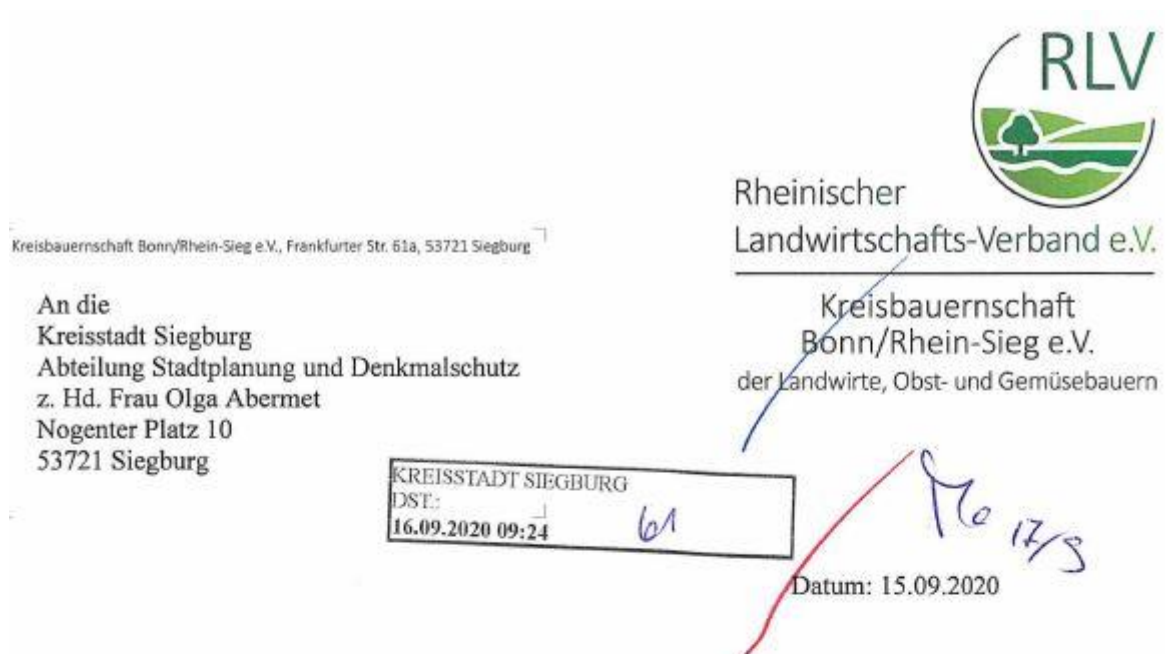 RLV
Rheinischer
Landwirtschafts-Verband e.V.
Kreisbauernschaft
Bonn/Rhein-Sieg e.V.
der Landwirte, Obst- und Gemüsebauern
Kreisbauernschaft Bonn/Rhein-Sieg e.V., Frankfurter Str. 61a, 53721 Siegburg
An die
Kreisstadt Siegburg
Abteilung Stadtplanung und Denkmalschutz
z. Hd. Frau Olga Abermet
Nogenter Platz 10
53721 Siegburg
KREISSTADT SIEGBURG
DST.:
16.09.2020 09:24
61
17/9
Datum: 15.09.2020